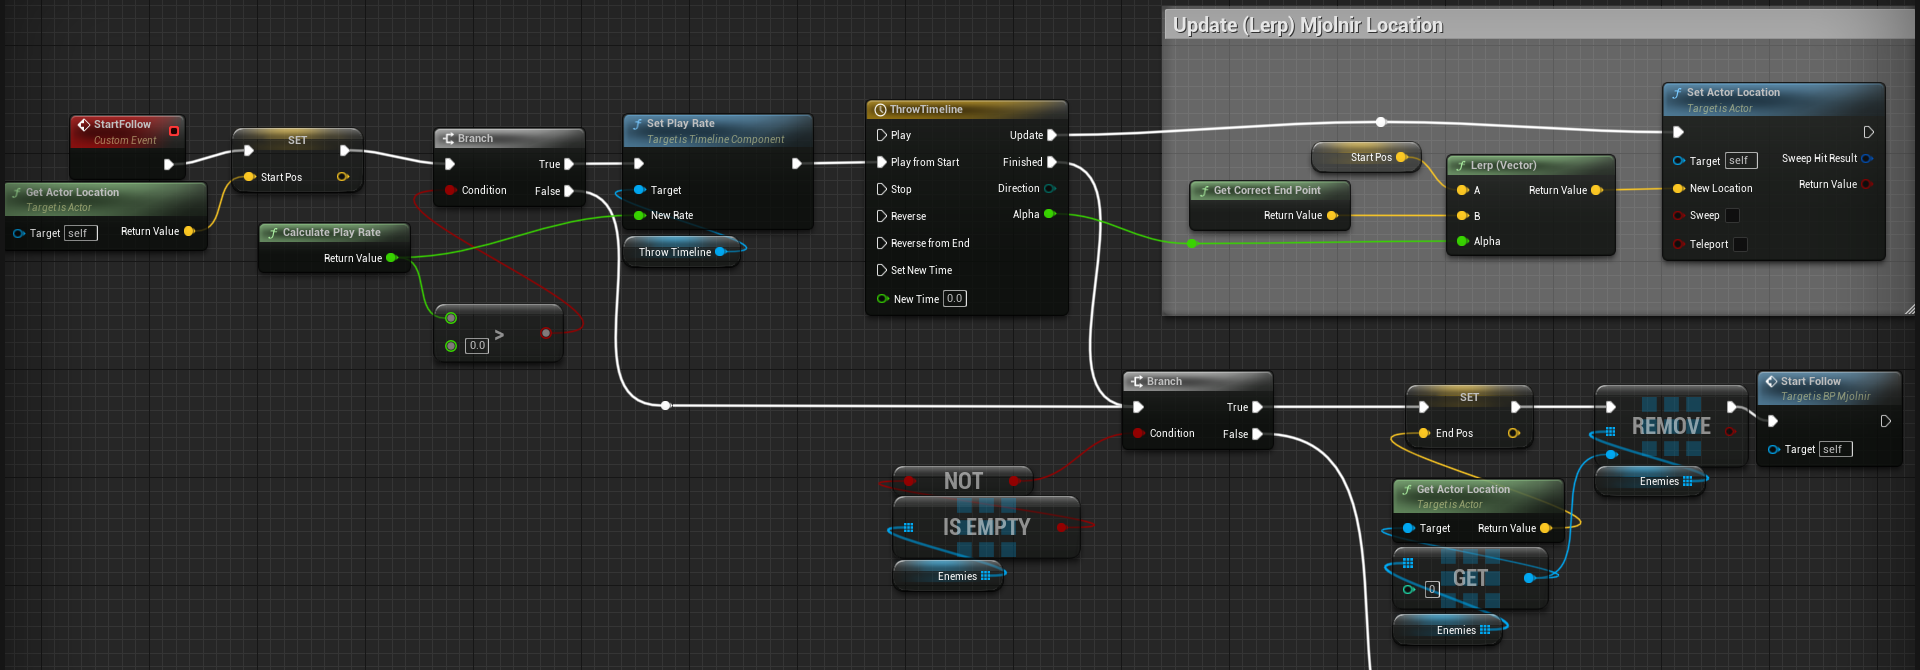 Update (Lerp) Mjolnir Location
StartFollow
Custom Event
SET
Start Pos
Get Actor Location
Target is Actor
Target self
Return Value
Calculate Play Rate
Return Value
Branch
True
Condition
False
0.0
>
Set Play Rate
Target is Timeline Component
Target
New Rate
Throw Timeline
ThrowTimeline
Play
Update
Play from Start
Finished
Stop
Direction
Reverse
Alpha
Reverse from End
Set New Time
New Time 0.0
Start Pos
Get Correct End Point
Return Value
Lerp (Vector)
A
Return Value
B
Alpha
Set Actor Location
Target is Actor
Target self
Sweep Hit Result
New Location
Return Value
Sweep
Teleport
Branch
True
Condition
False
NOT
IS EMPTY
Enemies
SET
End Pos
Get Actor Location
Target is Actor
Target
Return Value
GET
0
Enemies
REMOVE
Enemies
Start Follow
Target is BP Mjolnir
Target self